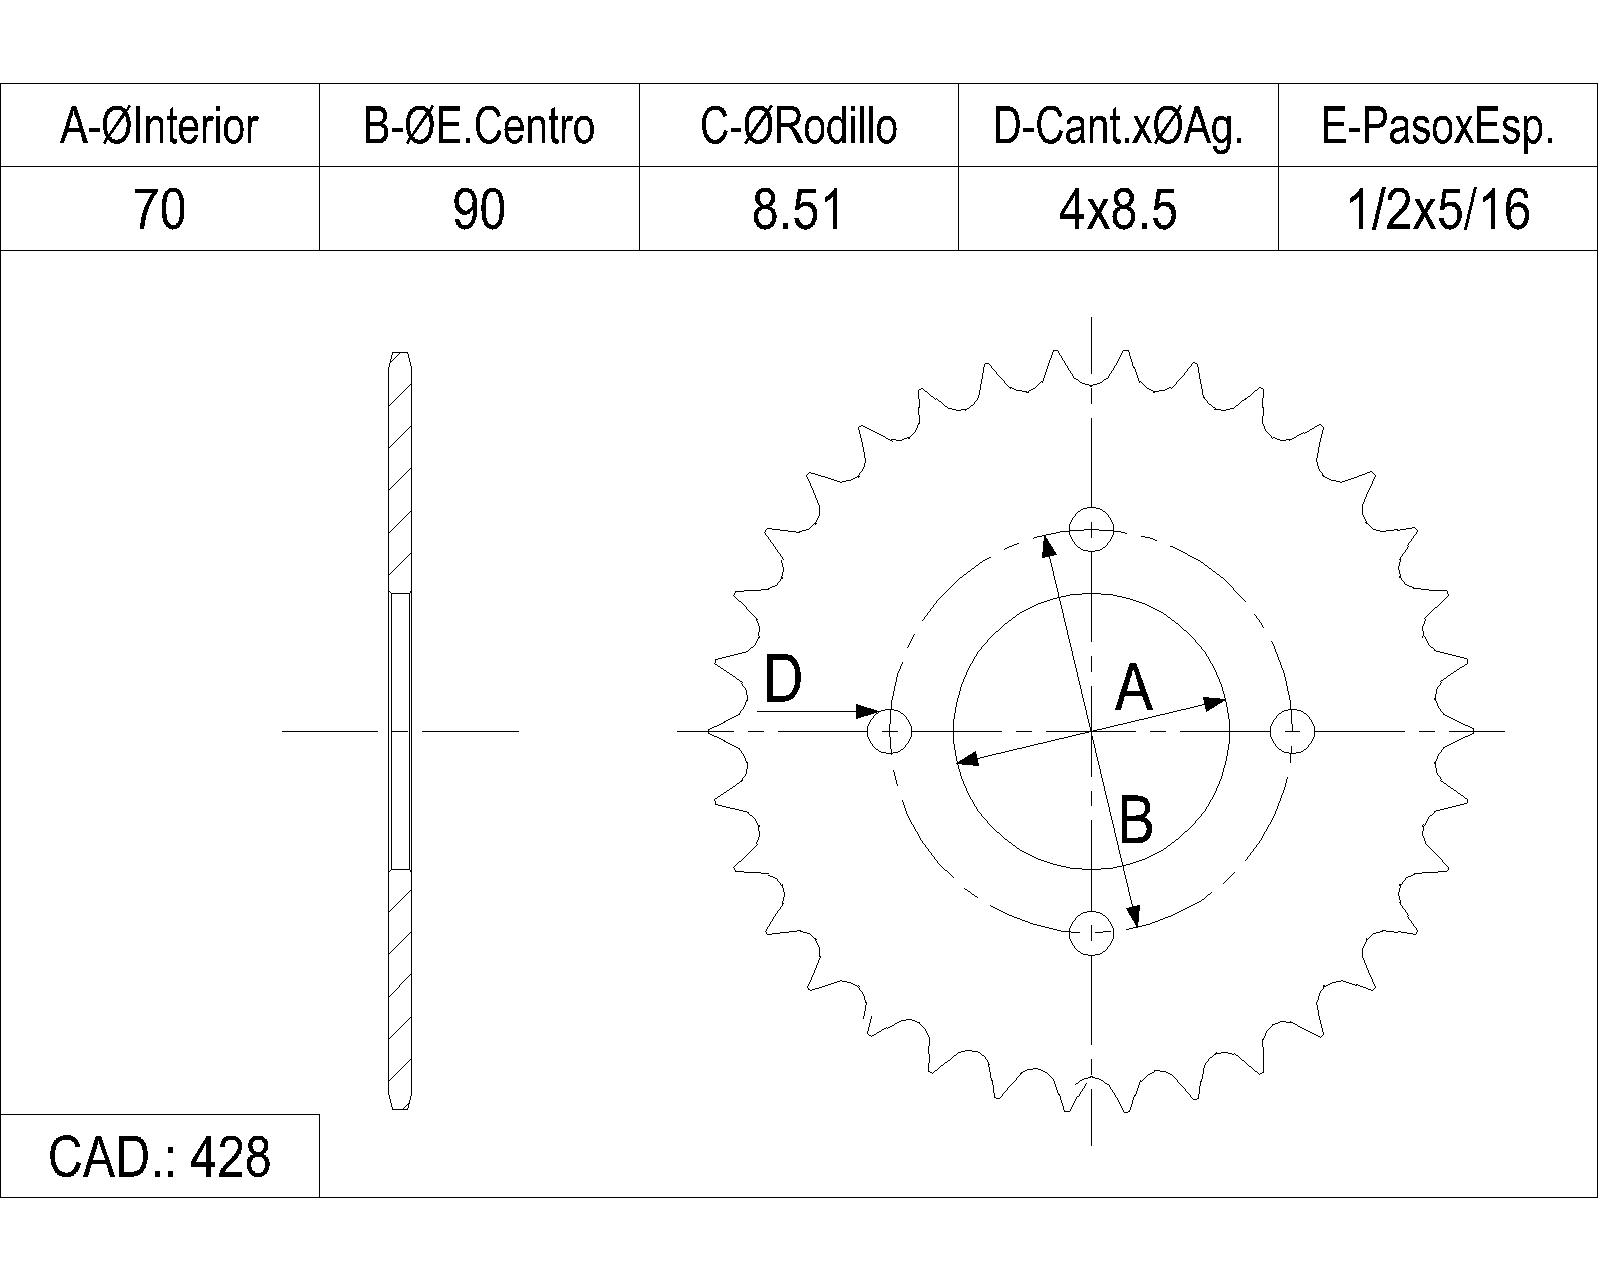 A-ØInterior B-ØE.Centro C-ØRodillo D-Cant.xØAg. E-PasoxEsp.
70 90 8.51 4x8.5 1/2x5/16
D
A
B
CAD.: 428